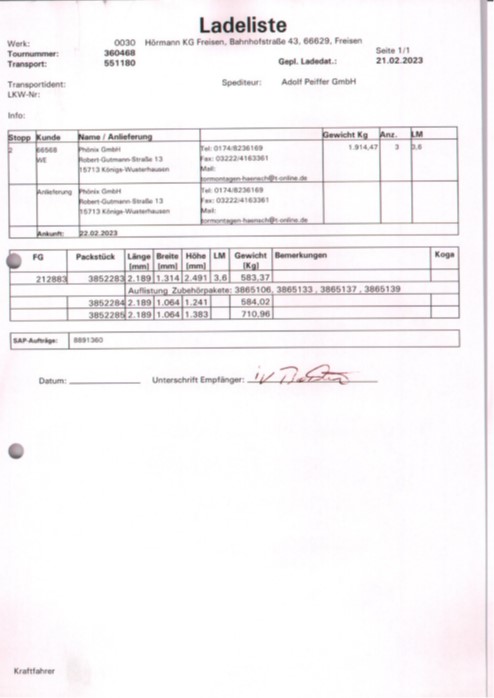 Ladeliste
Werk: 0030 Hörmann KG Freisen, Bahnhofstraße 43, 66629, Freisen
Tournummer: 360468 Seite 1/1
Transport: 551180 Gepl. Ladedat.: 21.02.2023
Transportident: Spediteur: Adolf Peiffer GmbH
LKW-Nr:
Info:
Stopp Kunde Name / Anlieferung Gewicht Kg Anz. LM
2 66568 Phönix GmbH Tel: 0174/8236169 1.914,47 3 3,6
WE Robert-Gutmann-Straße 13 Fax: 03222/4163361
15713 Königs-Wusterhausen Mail:
tormontagen-haensch@t-online.de
Anlieferung Phönix GmbH Tel: 0174/8236169
Robert-Gutmann-Straße 13 Fax: 03222/4163361
15713 Königs-Wusterhausen Mail:
tormontagen-haensch@t-online.de
Ankunft: 22.02.2023
FG Packstück Länge Breite Höhe LM Gewicht Bemerkungen Koga
[mm] [mm] [mm] [Kg]
212883 3852283 2.189 1.314 2.491 3,6 583,37
Auflistung Zubehörpakete: 3865106, 3865133 , 3865137 , 3865139
3852284 2.189 1.064 1.241 584,02
3852285 2.189 1.064 1.383 710,96
SAP-Aufträge: 8891360
Datum: Unterschrift Empfänger:
Kraftfahrer